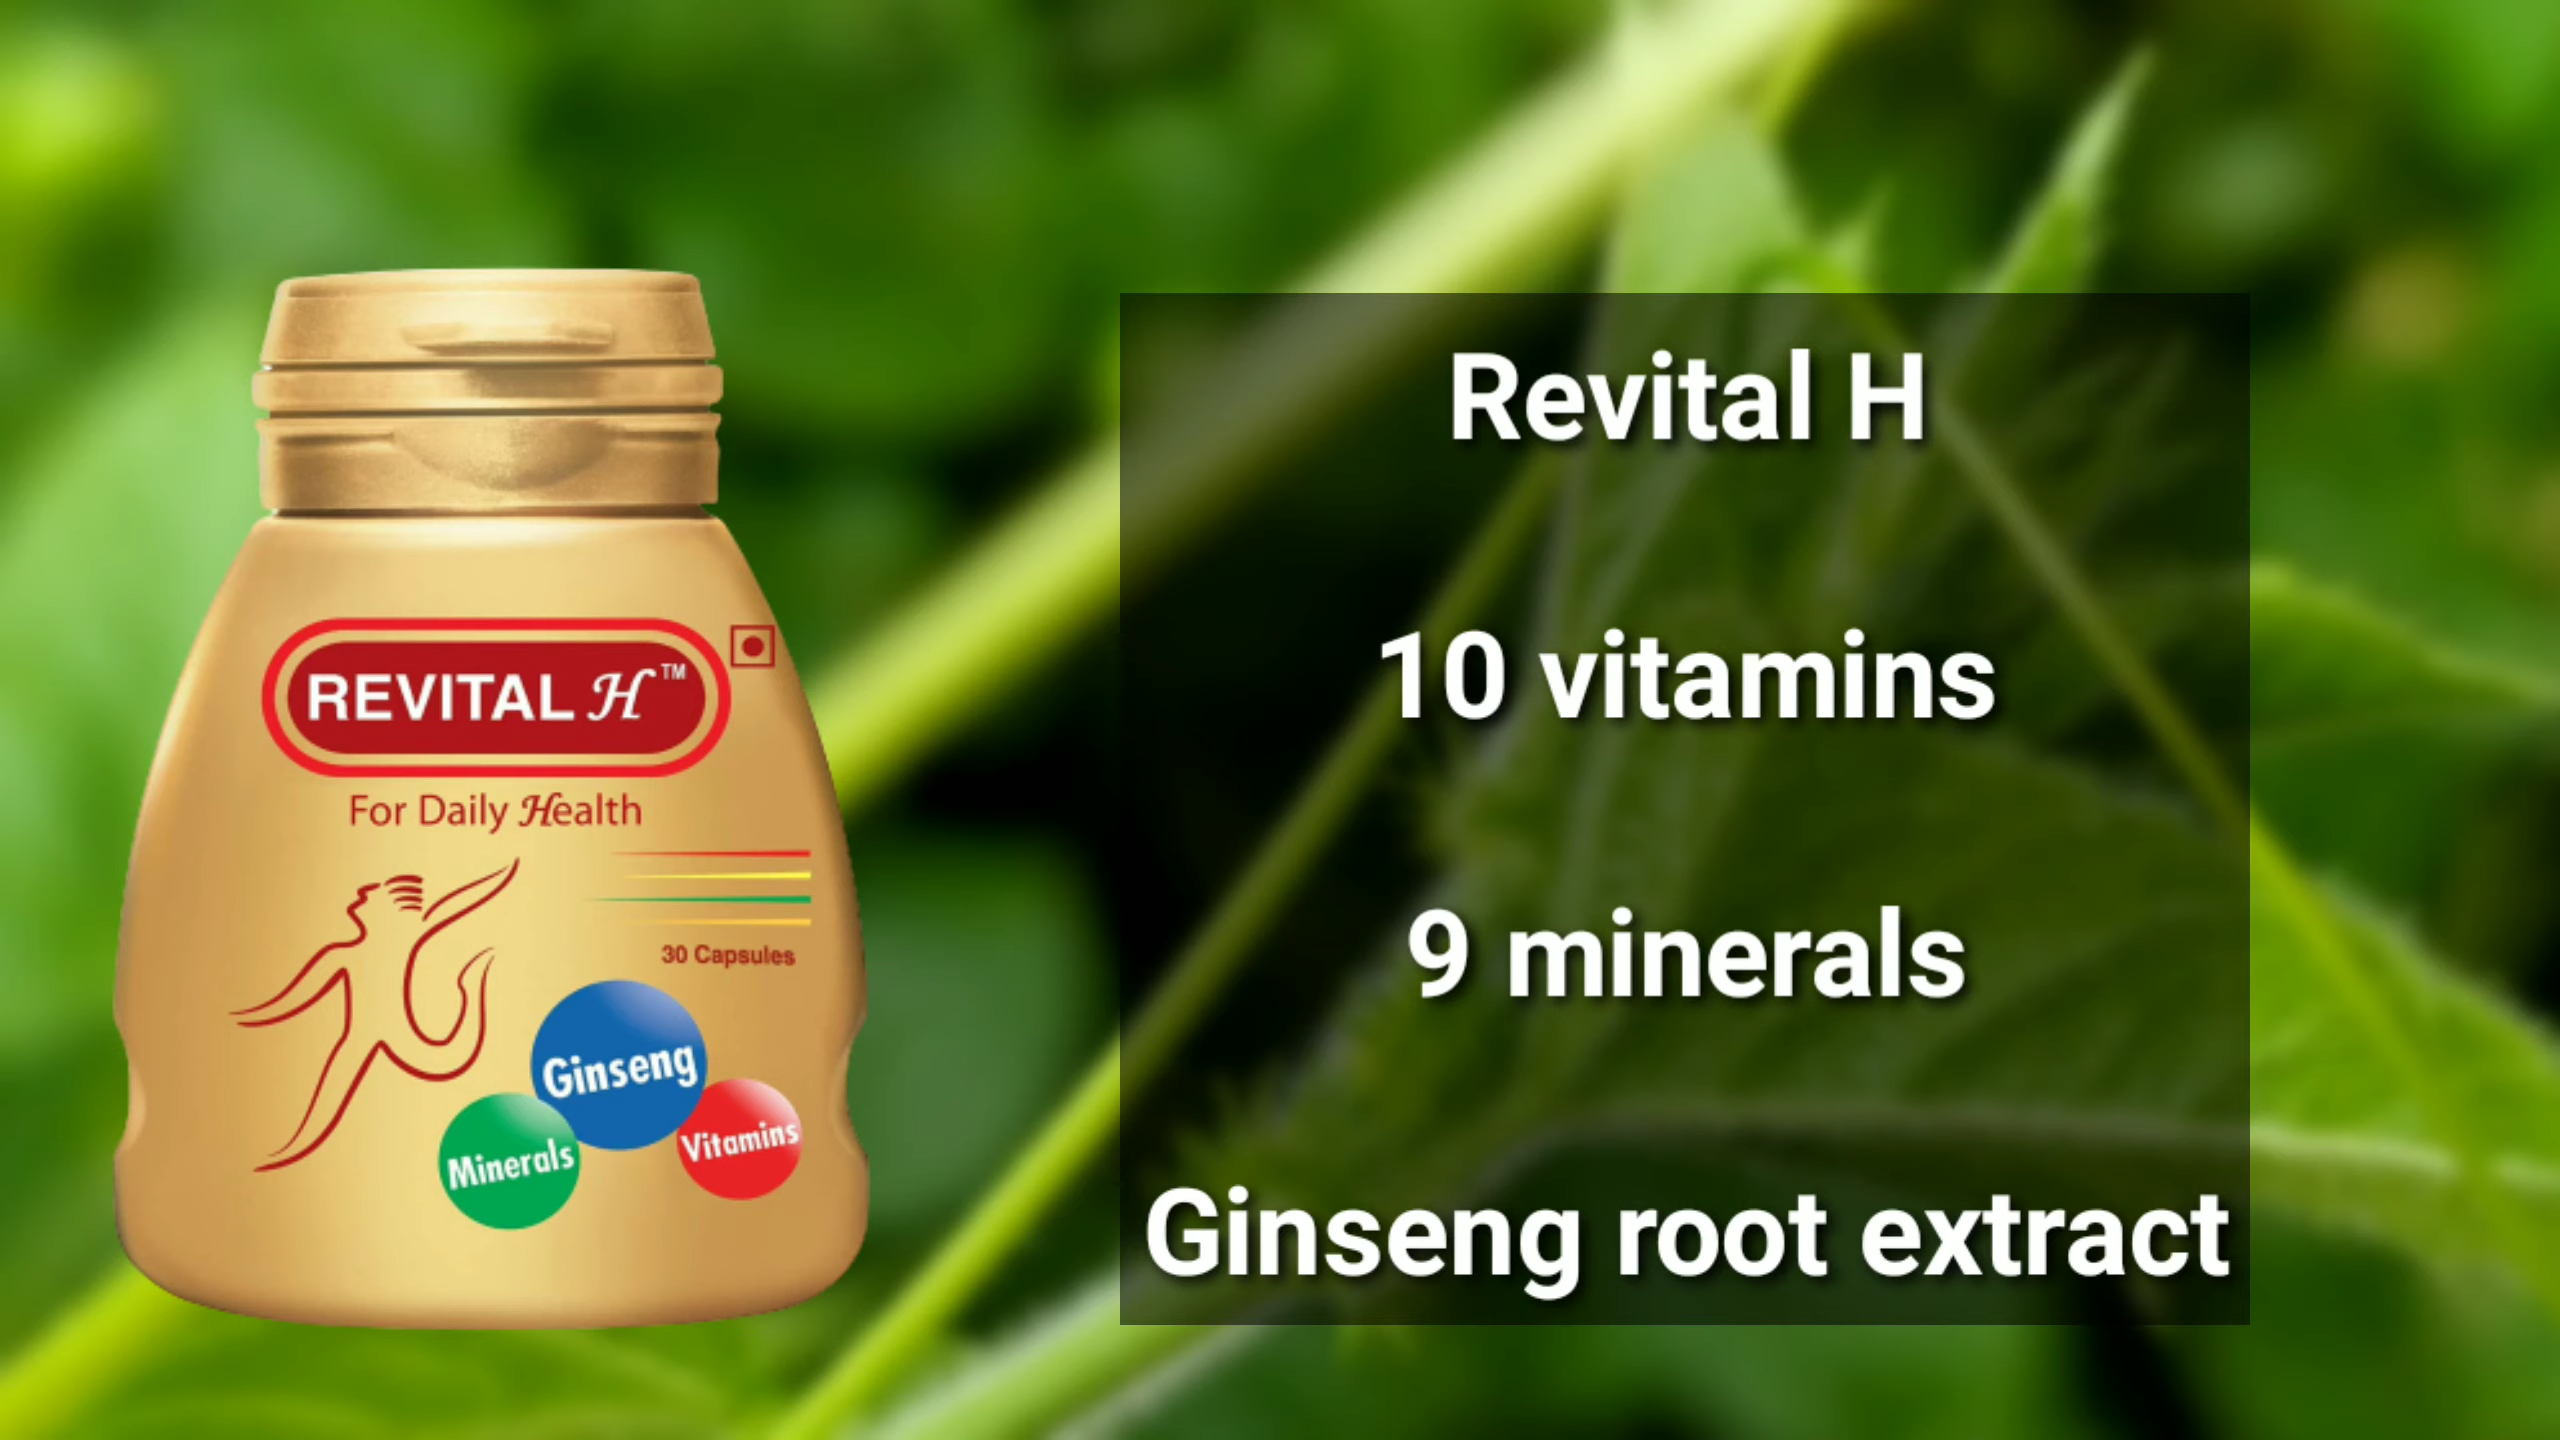 REVITAL H™
For Daily Health
30 Capsules
Ginseng
Minerals
Vitamins
Revital H
10 vitamins
9 minerals
Ginseng root extract